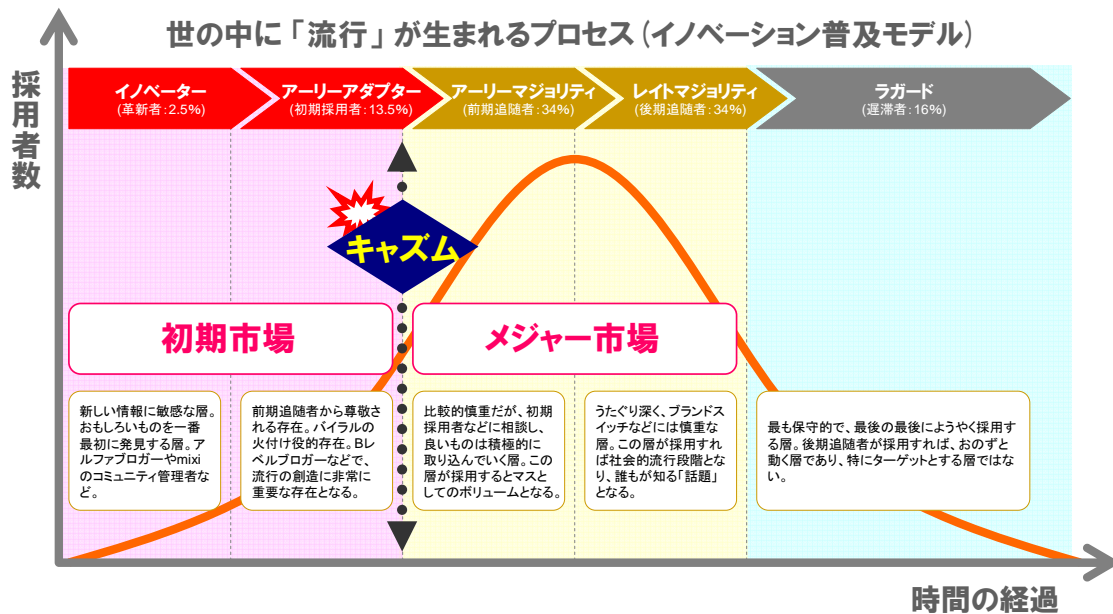 世の中に「流行」が生まれるプロセス(イノベーション普及モデル)
採用者数
イノベーター
(革新者:2.5%)
アーリーアダプター
(初期採用者:13.5%)
アーリーマジョリティ
(前期追随者:34%)
レイトマジョリティ
(後期追随者:34%)
ラガード
(遅滞者:16%)
キャズム
初期市場
メジャー市場
新しい情報に敏感な層。
おもしろいものを一番
最初に発見する層。ア
ルファブロガーやmixi
のコミュニティ管理者な
ど。
前期追随者から尊敬さ
れる存在。バイラルの
火付け役的存在。Bレ
ベルブロガーなどで、
流行の創造に非常に
重要な存在となる。
比較的慎重だが、初期
採用者などに相談し、
良いものは積極的に
取り込んでいく層。この
層が採用するとマスと
してのボリュームとなる。
うたぐり深く、ブランドス
イッチなどには慎重な
層。この層が採用すれ
ば社会的流行段階とな
り、誰もが知る「話題」
となる。
最も保守的で、最後の最後にようやく採用す
る層。後期追随者が採用すれば、おのずと
動く層であり、特にターゲットとする層ではな
い。
時間の経過